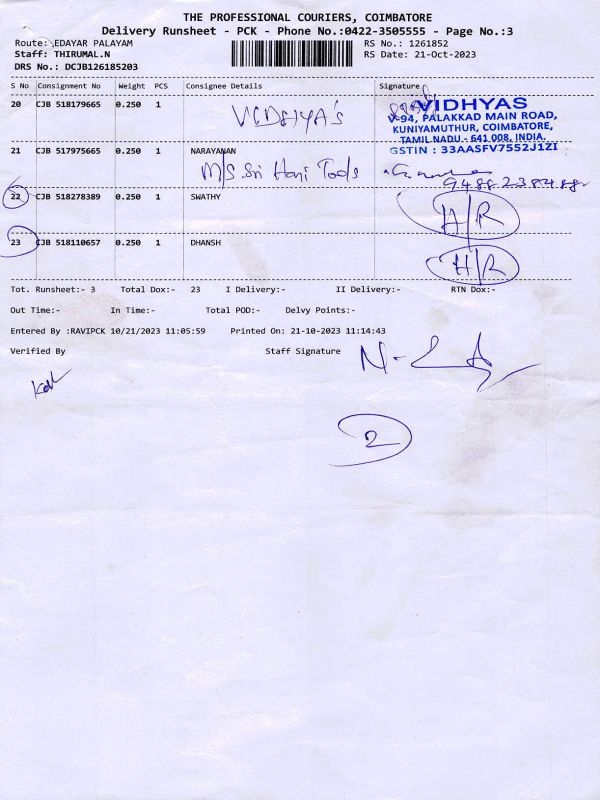 THE PROFESSIONAL COURIERS, COIMBATORE
Delivery Runsheet - PCK - Phone No.:0422-3505555 - Page No.:3
Route: EDAYAR PALAYAM RS No.: 1261852
Staff: THIRUMAL.N RS Date: 21-Oct-2023
DRS No.: DCJB126185203
S No Consignment No Weight PCS Consignee Details Signature
20 CJB 518179665 0.250 1
VIDHYA's
VIDHYAS
V-94, PALAKKAD MAIN ROAD,
KUNIYAMUTHUR, COIMBATORE,
TAMIL NADU - 641 008, INDIA.
GSTIN : 33AASFV7552J1ZI
21 CJB 517975665 0.250 1 NARAYANAN
M/S Sri Hari Tools
22 CJB 518278389 0.250 1 SWATHY
H/R
23 CJB 518110657 0.250 1 DHANSH
H/R
Tot. Runsheet:- 3 Total Dox:- 23 I Delivery:- II Delivery:- RTN Dox:-
Out Time:- In Time:- Total POD:- Delvy Points:-
Entered By :RAVIPCK 10/21/2023 11:05:59 Printed On: 21-10-2023 11:14:43
Verified By Staff Signature
2